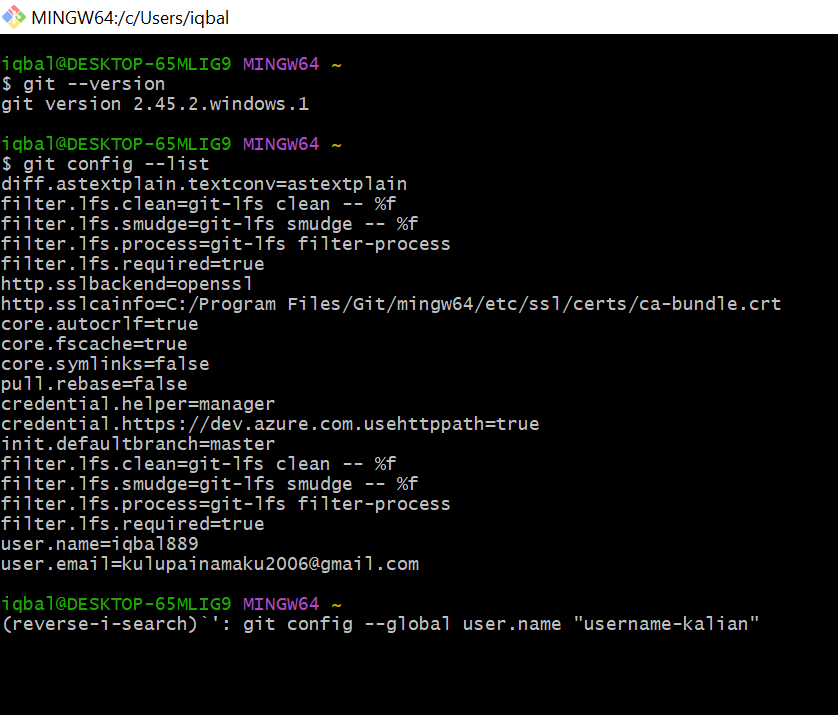 MINGW64:/c/Users/iqbal
iqbal@DESKTOP-65MLIG9 MINGW64 ~
$ git --version
git version 2.45.2.windows.1
iqbal@DESKTOP-65MLIG9 MINGW64 ~
$ git config --list
diff.astextplain.textconv=astextplain
filter.lfs.clean=git-lfs clean -- %f
filter.lfs.smudge=git-lfs smudge -- %f
filter.lfs.process=git-lfs filter-process
filter.lfs.required=true
http.sslbackend=openssl
http.sslcainfo=C:/Program Files/Git/mingw64/etc/ssl/certs/ca-bundle.crt
core.autocrlf=true
core.fscache=true
core.symlinks=false
pull.rebase=false
credential.helper=manager
credential.https://dev.azure.com.usehttppath=true
init.defaultbranch=master
filter.lfs.clean=git-lfs clean -- %f
filter.lfs.smudge=git-lfs smudge -- %f
filter.lfs.process=git-lfs filter-process
filter.lfs.required=true
user.name=iqbal889
user.email=kulupainamaku2006@gmail.com
iqbal@DESKTOP-65MLIG9 MINGW64 ~
(reverse-i-search)`': git config --global user.name "username-kalian"